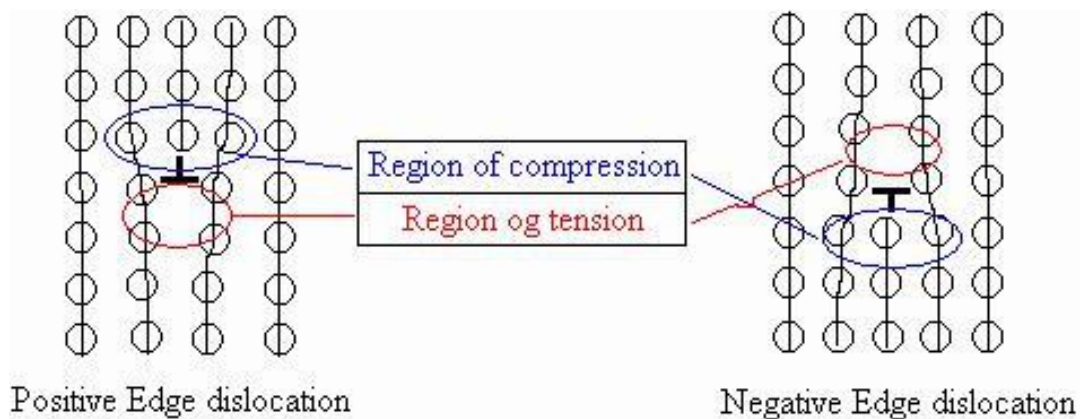 Region of compression
Region og tension
Positive Edge dislocation
Negative Edge dislocation